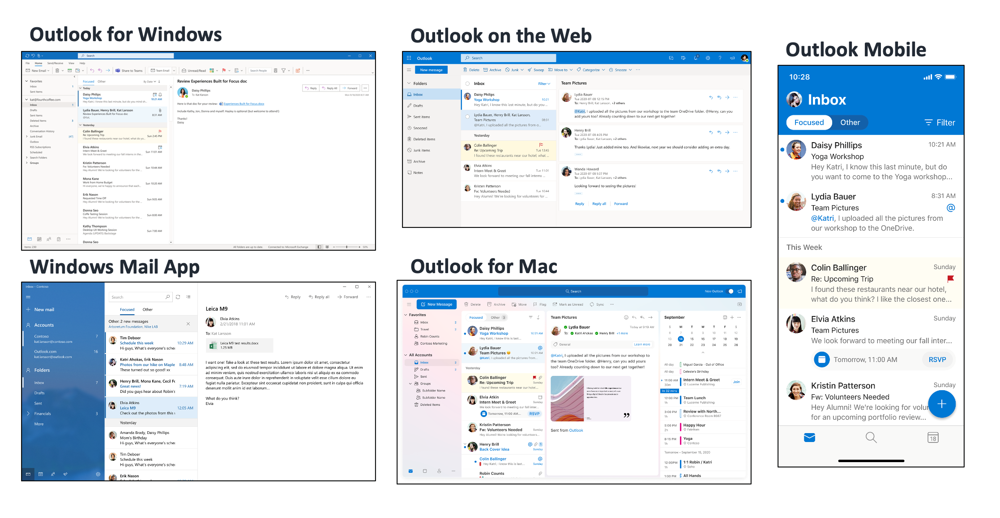 Outlook for Windows
Search
File Home Send/Receive View Help
New Email Share to Teams Team Email Unread/Read Search People
Favorites
Inbox 1
Sent Items
kat@fourthcoffee.com
Inbox 1
Drafts
Sent Items
Deleted Items 3
Archive
Conversation History
Junk Email [47]
Outbox
RSS Subscriptions
Scheduled
Search Folders
Groups
Items: 230
Focused Other By Date
Today
Daisy Philips
Yoga Workshop 10:21 AM
Hey Katri, I know this last minute, but you mind sh...
Lydia Bauer, Henry Brill, Kat Larsson
Review Experiences Built for Focus doc 8:31 AM
@Kat,
Yesterday
Colin Ballinger
Re: Upcoming Trip Sun 2:45 PM
I found these restaurants near our hotel, what do yo...
Elvia Atkins
Intern Meet & Greet Sun 11:01 AM
We look forward to meeting our fall interns in the...
Kristin Patterson
Fw: Volunteers Needed Sun 10:44 AM
Hey Alumni! We're looking for volunteers for the ...
Mona Kane
Work from Home Budget Sun 10:20 AM
Hi everyone, we're happy to announce that each...
Erik Nason
Requested Time Off Sun 9:05 AM
Hey Alumni! We're looking for volunteers for the ...
Donna Seo
Coffe Tasting Session Sun 8:00 AM
Hey Alumni! We're looking for volunteers for the ...
Kathy Thompson
Desktop UX Working Session Sun 7:00 AM
Agenda (UPDATE) Backstage
Donna Seo
Review Experiences Built for Focus doc
Daisy Phillips
To: Kat Karson
Reply Reply All Forward
Mon 9/18/2020 8:31 AM
Here is that doc for your review: Experiences Built for Focus.docx
Include Kathy, Jon, Donna and myself. Hayley is optional (but welcome to attend!)
Thanks!
Daisy
All folders are up to date. Connected to: Microsoft Exchange 50%
Outlook on the Web
Outlook Search 3
New message Delete Archive Junk Sweep Move to Categorize Snooze
Folders
Inbox
Drafts
Sent items
Snoozed
Deleted items
Junk items
Archive
Notes
Inbox Filter
Daisy Philips
Yoga Workshop 10:21
Hey Katri, I know this last minute, but do you ...
Lydia Bauer, Henry Brill, Kat Larsson,
Team Pictures 08:31
@Katri, I uploaded all the pictures from o...
Yesterday
Colin Ballinger
Re: Upcoming Trip Tue 13:45
I found these restaurants near our hotel, what ...
Elvia Atkins
Intern Meet & Greet Tue 11:01
We look forward to meeting our fall interns ...
Kristen Patterson
Fw: Volunteers Needed Tue 10:44
Hey Alumni! We're looking for volunteers for ...
Team Pictures
Lydia Bauer
Tue 2020-07-08 12:15 PM
To: Henry Brill, Kat Larsson, +2 others
@Katri, I uploaded all the pictures from our workshop to the team OneDrive folder. @Henry, can you
add yours too? Already counting down to our next get together!
Henry Brill
Tue 2020-07-08 4:05 PM
To: Lydia Bauer, Kat Larsson, +2 others
Thanks Lydia! Just added mine too. And likewise, next year we should consider adding an extra day.
Wanda Howard
Tue 2020-07-08 5:07 PM
To: Lydia Bauer, Kat Larsson, +2 others
Looking forward to seeing the pictures!
Reply Reply all Forward
Outlook Mobile
10:28
Inbox
Focused Other Filter
Daisy Phillips 10:21 AM
Yoga Workshop
Hey Katri, I know this last minute, but do
you want to come to the Yoga workshop...
Lydia Bauer 8:31 AM
Team Pictures @
@Katri, I uploaded all the pictures from
our workshop to the OneDrive.
This Week
Colin Ballinger Sunday
Re: Upcoming Trip
I found these restaurants near our hotel,
what do you think? I like the closest one...
Elvia Atkins Sunday
Team Pictures
We look forward to meeting our fall inter...
Tomorrow, 11:00 AM RSVP
Kristin Patterson Sunday
Fw: Volunteers Needed
Hey Alumni! We're looking for volu
for an upcoming portfolio review...
18
Windows Mail App
Inbox - Contoso
New mail
Accounts
Contoso 7
kat.larsson@contoso.com
Outlook.com 16
kat.larsson@outlook.com
Folders
Inbox 7
Drafts
Sent
Financials 3
More
Search
Focused Other
Other: 2 new messages
Arboretum Foundation, Nike LAB
Tim Deboer
Schedule this week 10:29 AM
Hi guys, What's everyone's sche
Katri Ahokas, Erik Nason
Photos from our hike on Maple 8:48 AM
These turned out so good! xx
Henry Brill, Mona Kane, Cecil Fo
Great news! 7:19 AM
Did you guys hear about Robin's
Elvia Atkins
Leica M9 12:05 AM
Check out the photos from this
Yesterday
Amanda Brady, Daisy Phillips
Mom's Birthday
Hi guys, What's everyone's sche
Tim Deboer
Schedule this week
Hi guys, What's everyone's sche
Erik Nason
Reply Reply all Forward
Leica M9
Elvia Atkins
2/21/2018 11:01 AM
To: Kat Larsson
Leica M9 test results.docx
1.25 MB
I want one! Take a look at these test results. Lorem ipsum dolor sit amet, consectetur
adipiscing elit, sed do eiusmod tempor incididunt ut labore et dolore magna aliqua. Ut enim
ad minim veniam, quis nostrud exercitation ullamco laboris nisi ut aliquip ex ea commodo
consequat. Duis aute irure dolor in reprehenderit in voluptate velit esse cillum dolore eu
fugiat nulla pariatur. Excepteur sint occaecat cupidatat non proident, sunt in culpa qui officia
deserunt mollit anim id est laborum...
What do you think?
Elvia
Outlook for Mac
Search New Outlook
New Message Delete Archive Move Flag Mark as Unread Sync
Favorites
Inbox 2
Travel 2
Robin Counts
Contoso Marketing
All Accounts
Inbox 2
Drafts 2
Sent
Groups
Subfolder Name
Subfolder Name
Deleted Items
Focused Other 3
Daisy Phillips
Yoga Workshop 10:21 AM
Hey Katri, I know this is last...
Lydia Bauer @
Team Pictures 10:21 AM
@Katri, I uploaded all the pictures from...
Yesterday
Colin Ballinger
Re: Upcoming Trip Sunday
I found these restaurants near our hotel...
Elvia Atkin
Intern Meet & Greet Sunday
We look forward to meeting our fall inter...
Tomorrow, 11:00 AM... RSVP
Kristin Patterson
Fw: Volunteers Needed Sunday
Hey Alumni! We're looking for volunteers...
Henry Brill @ 1
Back Cover Idea Sunday
Colin Ballinger @
Hey Katri, I know this is last... Sunday
Robin Counts
Team Pictures
Lydia Bauer Today at 9:19 AM
To: Katri Ahokas Henry Brill +1 more
General Learn more
@Katri, I uploaded all the pictures from our workshop to
the team OneDrive folder. @Henry, can you add yours
too? Already counting down to our next get together!
Offering tools for whole life experiences has
never been more important as many of us are
living a digital lifestyle that presents more
opportunities.
Sent from Outlook
September
S M T W T F S
6 7 8 9 10 11 12
13 14 15 16 17 18 19
20 21 22 23 24 25 26
All day Miguel Garcia - Out of Office
All day Celeste's Birthday
11:00 AM Intern Meet & Greet Join
30m Lucerne Publishing
In 32 mins
12:00 PM Team Lunch
1h Lucerne Publishing
3:00 PM Review with North...
1h Conference Room B987
5:00 PM Happy Hour
2h Fabrikam
8:15 PM Yoga
1h Contoso
Tomorrow • September 15, 2020
12:00PM 1:1 Robin / Katri
1h Soho
1:30 PM All Hands